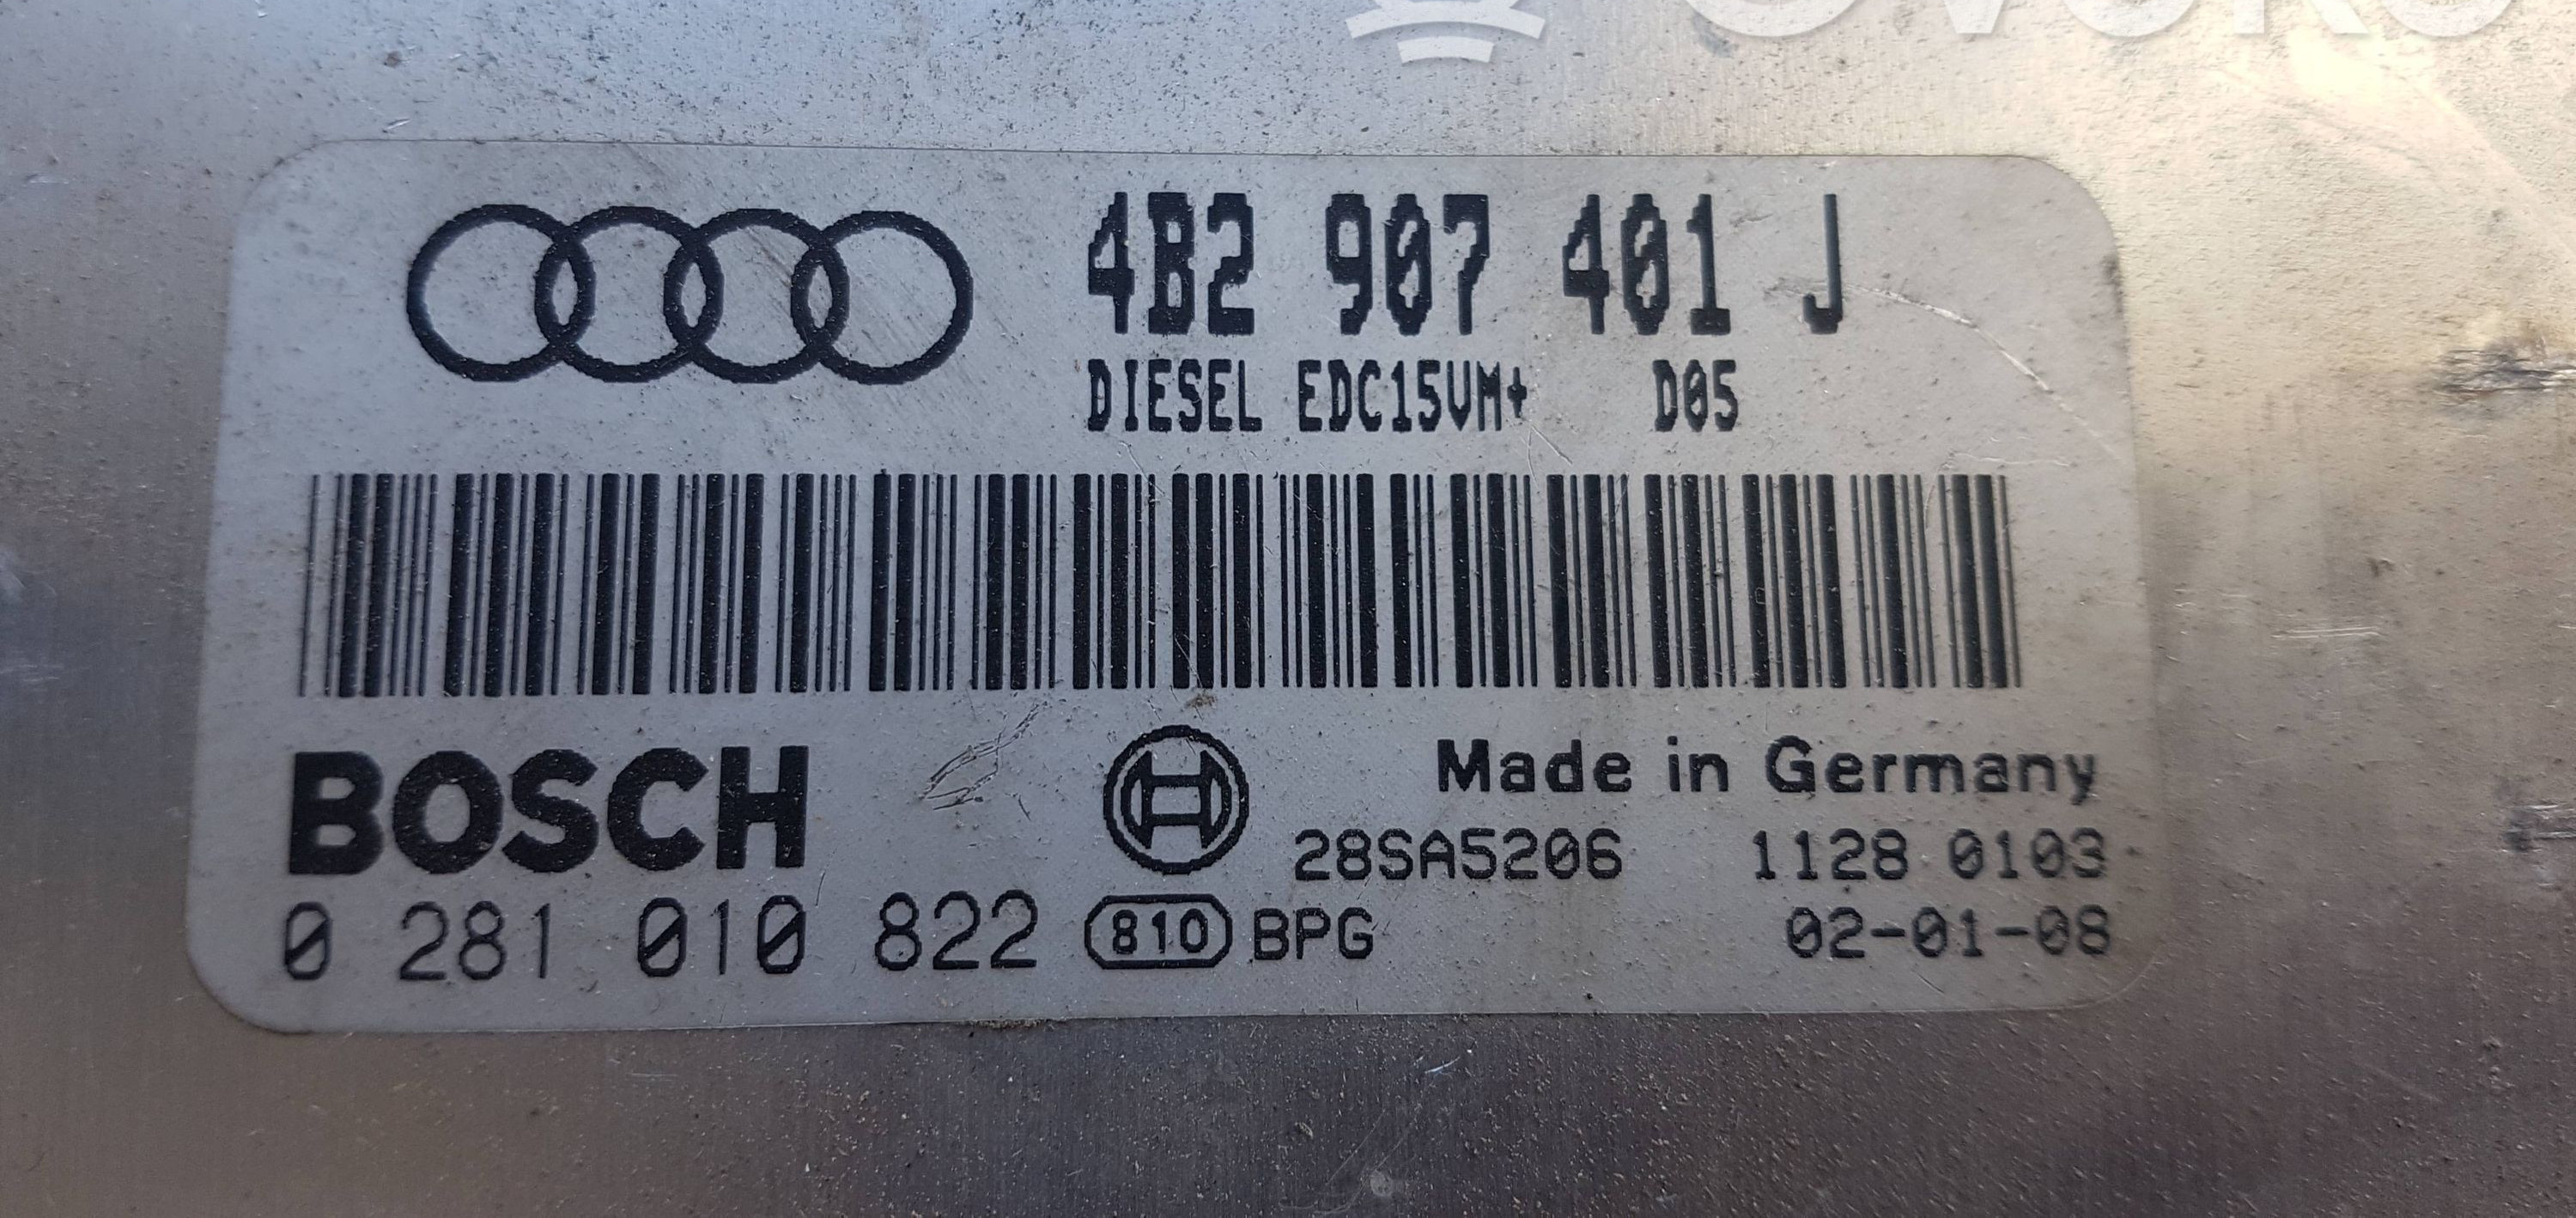 4B2 907 401 J
DIESEL EDC15VM+ D05
BOSCH
Made in Germany
28SA5206 1128 0103
0 281 010 822 810 BPG 02-01-08